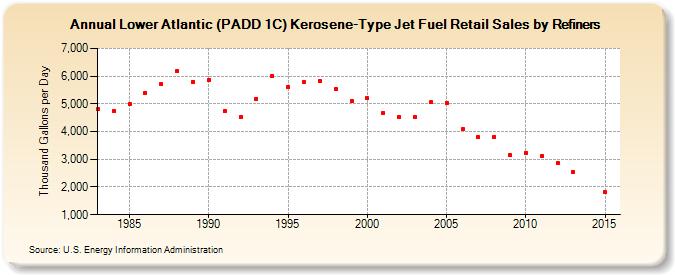 Annual Lower Atlantic (PADD 1C) Kerosene-Type Jet Fuel Retail Sales by Refiners
Thousand Gallons per Day
7,000
6,000
5,000
4,000
3,000
2,000
1,000
1985 1990 1995 2000 2005 2010 2015
Source: U.S. Energy Information Administration